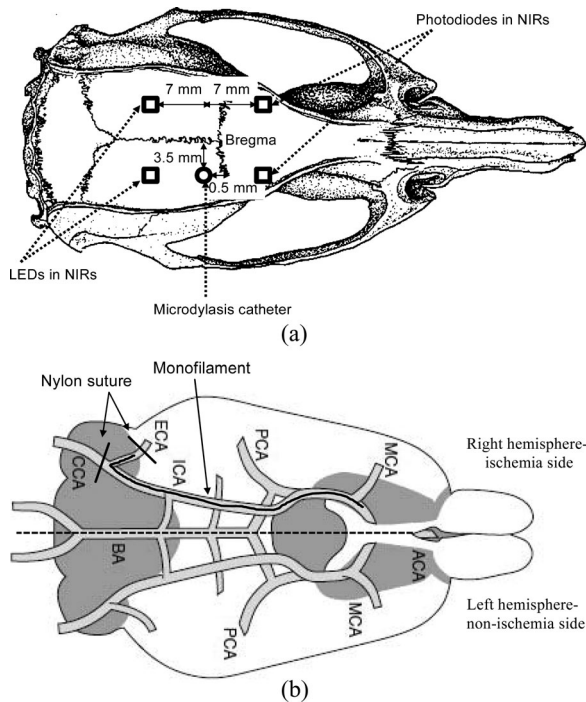 Photodiodes in NIRs
7 mm 7 mm
Bregma
3.5 mm
0.5 mm
LEDs in NIRs
Microdylasis catheter
(a)
Monofilament
Nylon suture
ECA
ICA
CCA
PCA
MCA
Right hemisphere-
ischemia side
BA
ACA
PCA
MCA
Left hemisphere-
non-ischemia side
(b)